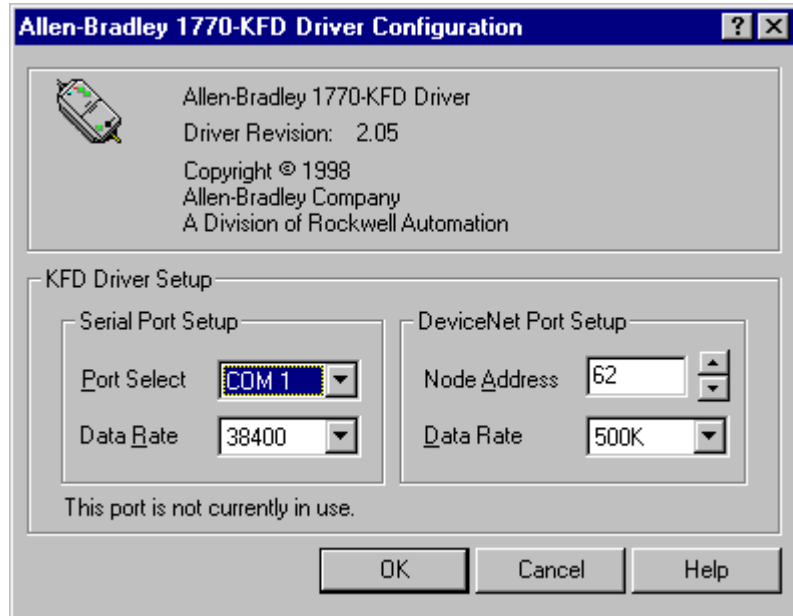 Allen-Bradley 1770-KFD Driver Configuration
Allen-Bradley 1770-KFD Driver
Driver Revision: 2.05
Copyright © 1998
Allen-Bradley Company
A Division of Rockwell Automation
KFD Driver Setup
Serial Port Setup
Port Select COM 1
Data Rate 38400
DeviceNet Port Setup
Node Address 62
Data Rate 500K
This port is not currently in use.
OK Cancel Help